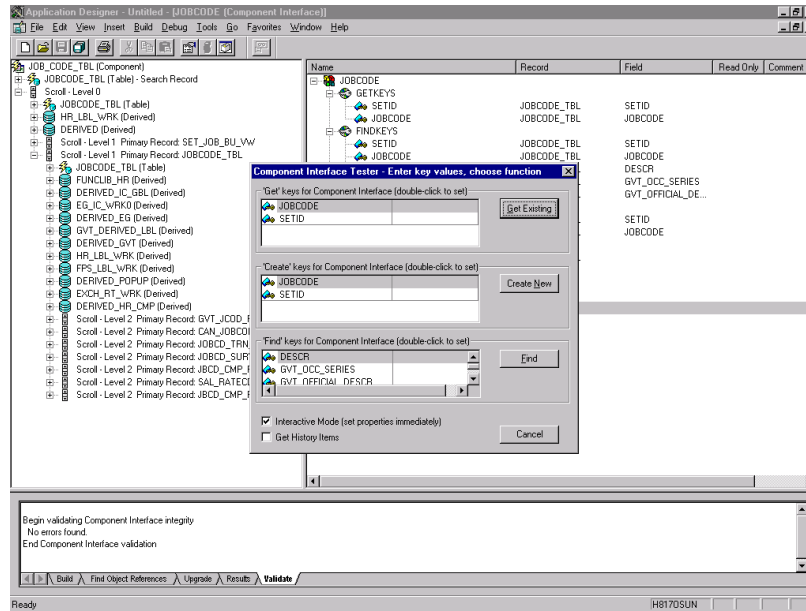 Application Designer - Untitled - [JOBCODE (Component Interface)]
File Edit View Insert Build Debug Tools Go Favorites Window Help
JOB_CODE_TBL (Component)
JOBCODE_TBL (Table) - Search Record
Scroll - Level 0
JOBCODE_TBL (Table)
HR_LBL_WRK (Derived)
DERIVED (Derived)
Scroll - Level 1 Primary Record: SET_JOB_BU_VW
Scroll - Level 1 Primary Record: JOBCODE_TBL
JOBCODE_TBL (Table)
FUNCLIB_HR (Derived)
DERIVED_IC_GBL (Derived)
EG_IC_WRK0 (Derived)
DERIVED_EG (Derived)
GVT_DERIVED_LBL (Derived)
DERIVED_GVT (Derived)
HR_LBL_WRK (Derived)
FPS_LBL_WRK (Derived)
DERIVED_POPUP (Derived)
EXCH_RT_WRK (Derived)
DERIVED_HR_CMP (Derived)
Scroll - Level 2 Primary Record: GVT_JCOD_
Scroll - Level 2 Primary Record: CAN_JOBCO
Scroll - Level 2 Primary Record: JOBCD_TRN_
Scroll - Level 2 Primary Record: JOBCD_SUR
Scroll - Level 2 Primary Record: JBCD_CMP_
Scroll - Level 2 Primary Record: SAL_RATEC
Scroll - Level 2 Primary Record: JBCD_CMP_
Name Record Field Read Only Comment
JOBCODE
GETKEYS
SETID JOBCODE_TBL SETID
JOBCODE JOBCODE_TBL JOBCODE
FINDKEYS
SETID JOBCODE_TBL SETID
JOBCODE JOBCODE_TBL JOBCODE
DESCR
GVT_OCC_SERIES
GVT_OFFICIAL_DE...
SETID
JOBCODE
Component Interface Tester - Enter key values, choose function
'Get' keys for Component Interface (double-click to set)
JOBCODE
SETID
Get Existing
'Create' keys for Component Interface (double-click to set)
JOBCODE
SETID
Create New
'Find' keys for Component Interface (double-click to set)
DESCR
GVT_OCC_SERIES
GVT_OFFICIAL_DESCR
Find
Interactive Mode (set properties immediately)
Get History Items
Cancel
Begin validating Component Interface integrity
No errors found.
End Component Interface validation
Build Find Object References Upgrade Results Validate
Ready H817OSUN